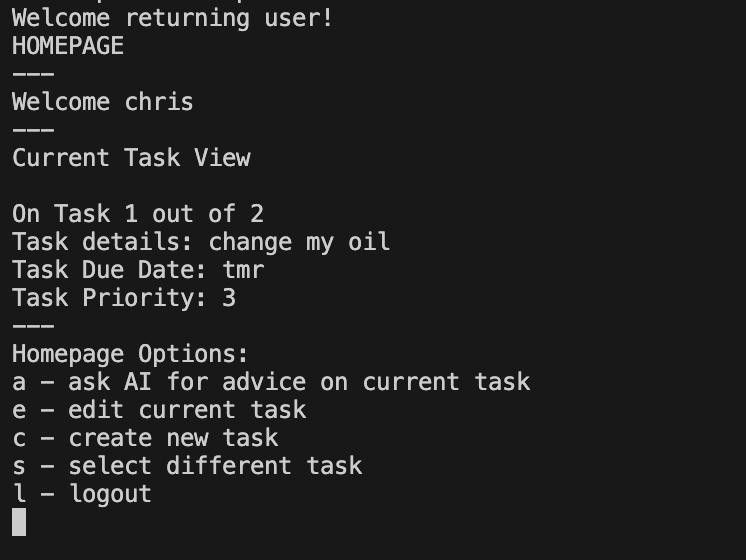 Welcome returning user!
HOMEPAGE
---
Welcome chris
---
Current Task View
On Task 1 out of 2
Task details: change my oil
Task Due Date: tmr
Task Priority: 3
---
Homepage Options:
a - ask AI for advice on current task
e - edit current task
c - create new task
s - select different task
l - logout